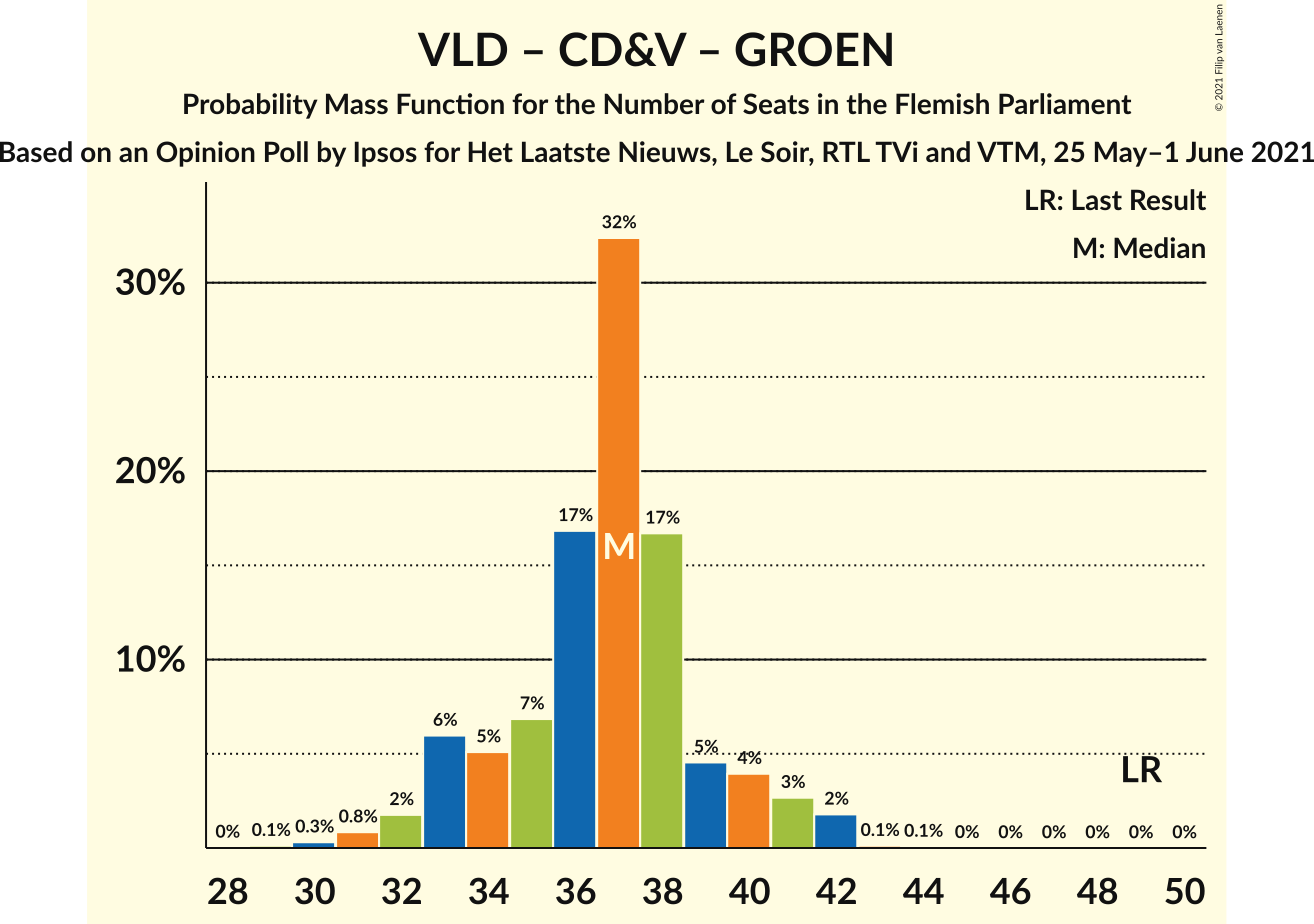 VLD – CD&V – GROEN
Probability Mass Function for the Number of Seats in the Flemish Parliament
Based on an Opinion Poll by Ipsos for Het Laatste Nieuws, Le Soir, RTL TVi and VTM, 25 May–1 June 2021
© 2021 Filip van Laenen
LR: Last Result
M: Median
30%
20%
10%
0% 0.1% 0.3% 0.8% 2% 6% 5% 7% 17% 32% 17% 5% 4% 3% 2% 0.1% 0.1% 0% 0% 0% 0% 0% 0%
M
LR
28 30 32 34 36 38 40 42 44 46 48 50